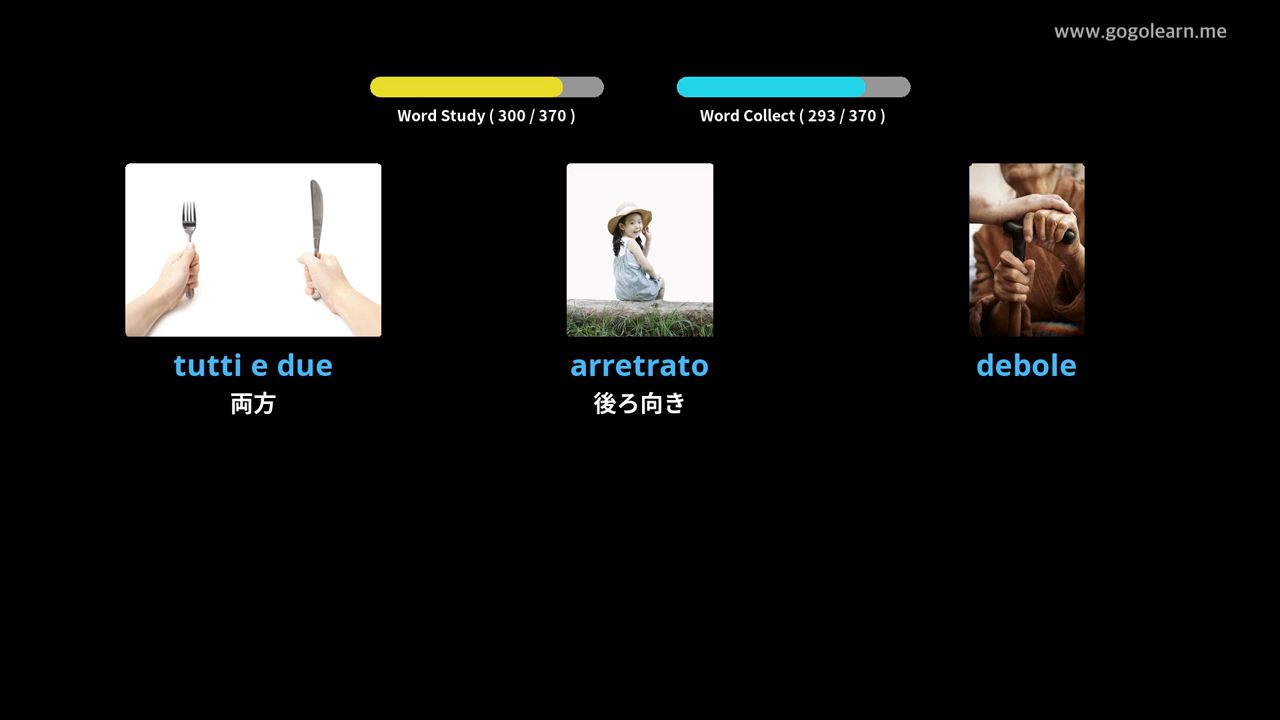 www.gogolearn.me
Word Study ( 300 / 370 )
Word Collect ( 293 / 370 )
tutti e due
両方
arretrato
後ろ向き
debole